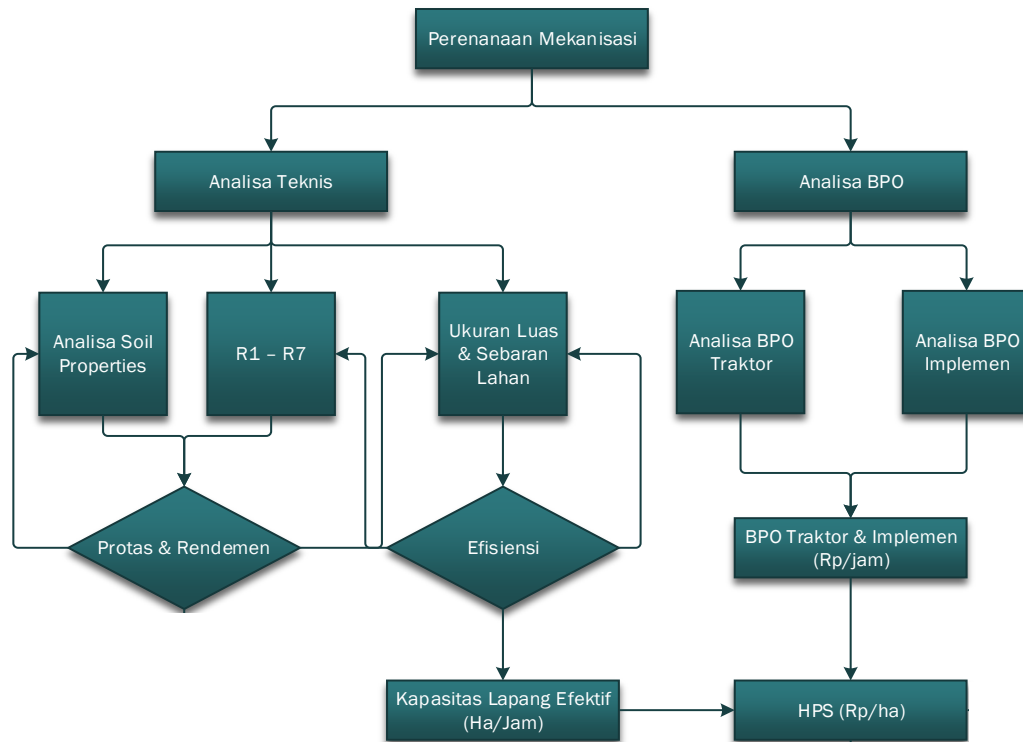 Perenanaan Mekanisasi
Analisa Teknis
Analisa BPO
Analisa Soil
Properties
R1 – R7
Ukuran Luas
& Sebaran
Lahan
Analisa BPO
Traktor
Analisa BPO
Implemen
Protas & Rendemen
Efisiensi
BPO Traktor & Implemen
(Rp/jam)
Kapasitas Lapang Efektif
(Ha/Jam)
HPS (Rp/ha)